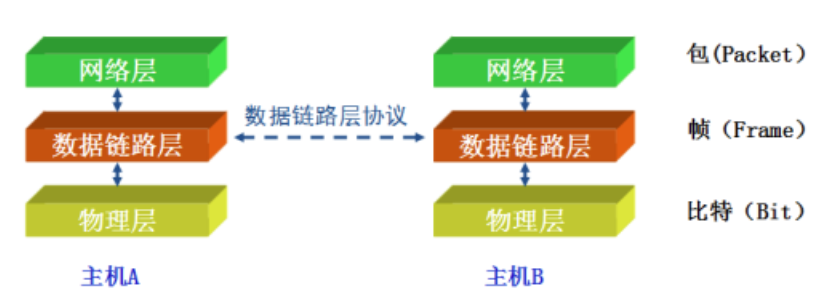 网络层 网络层 包(Packet）
数据链路层协议
数据链路层 数据链路层 帧（Frame）
物理层 物理层 比特（Bit）
主机A 主机B